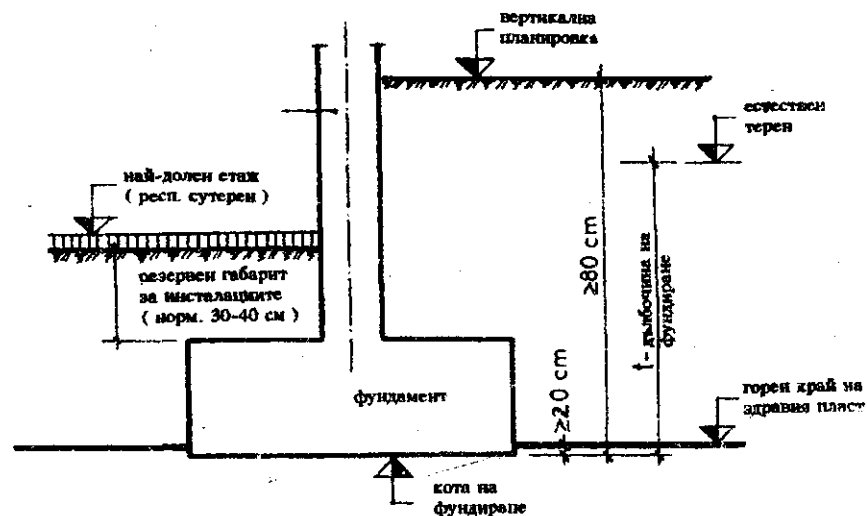 вертикална
планировка
естествен
терен
най-долен етаж
( респ. сутерен )
резервен габарит
за инсталациите
( норм. 30-40 см )
≥80 cm
t - дълбочина на
фундиране
фундамент
≥20 cm
горен край на
здравия пласт
кота на
фундиране